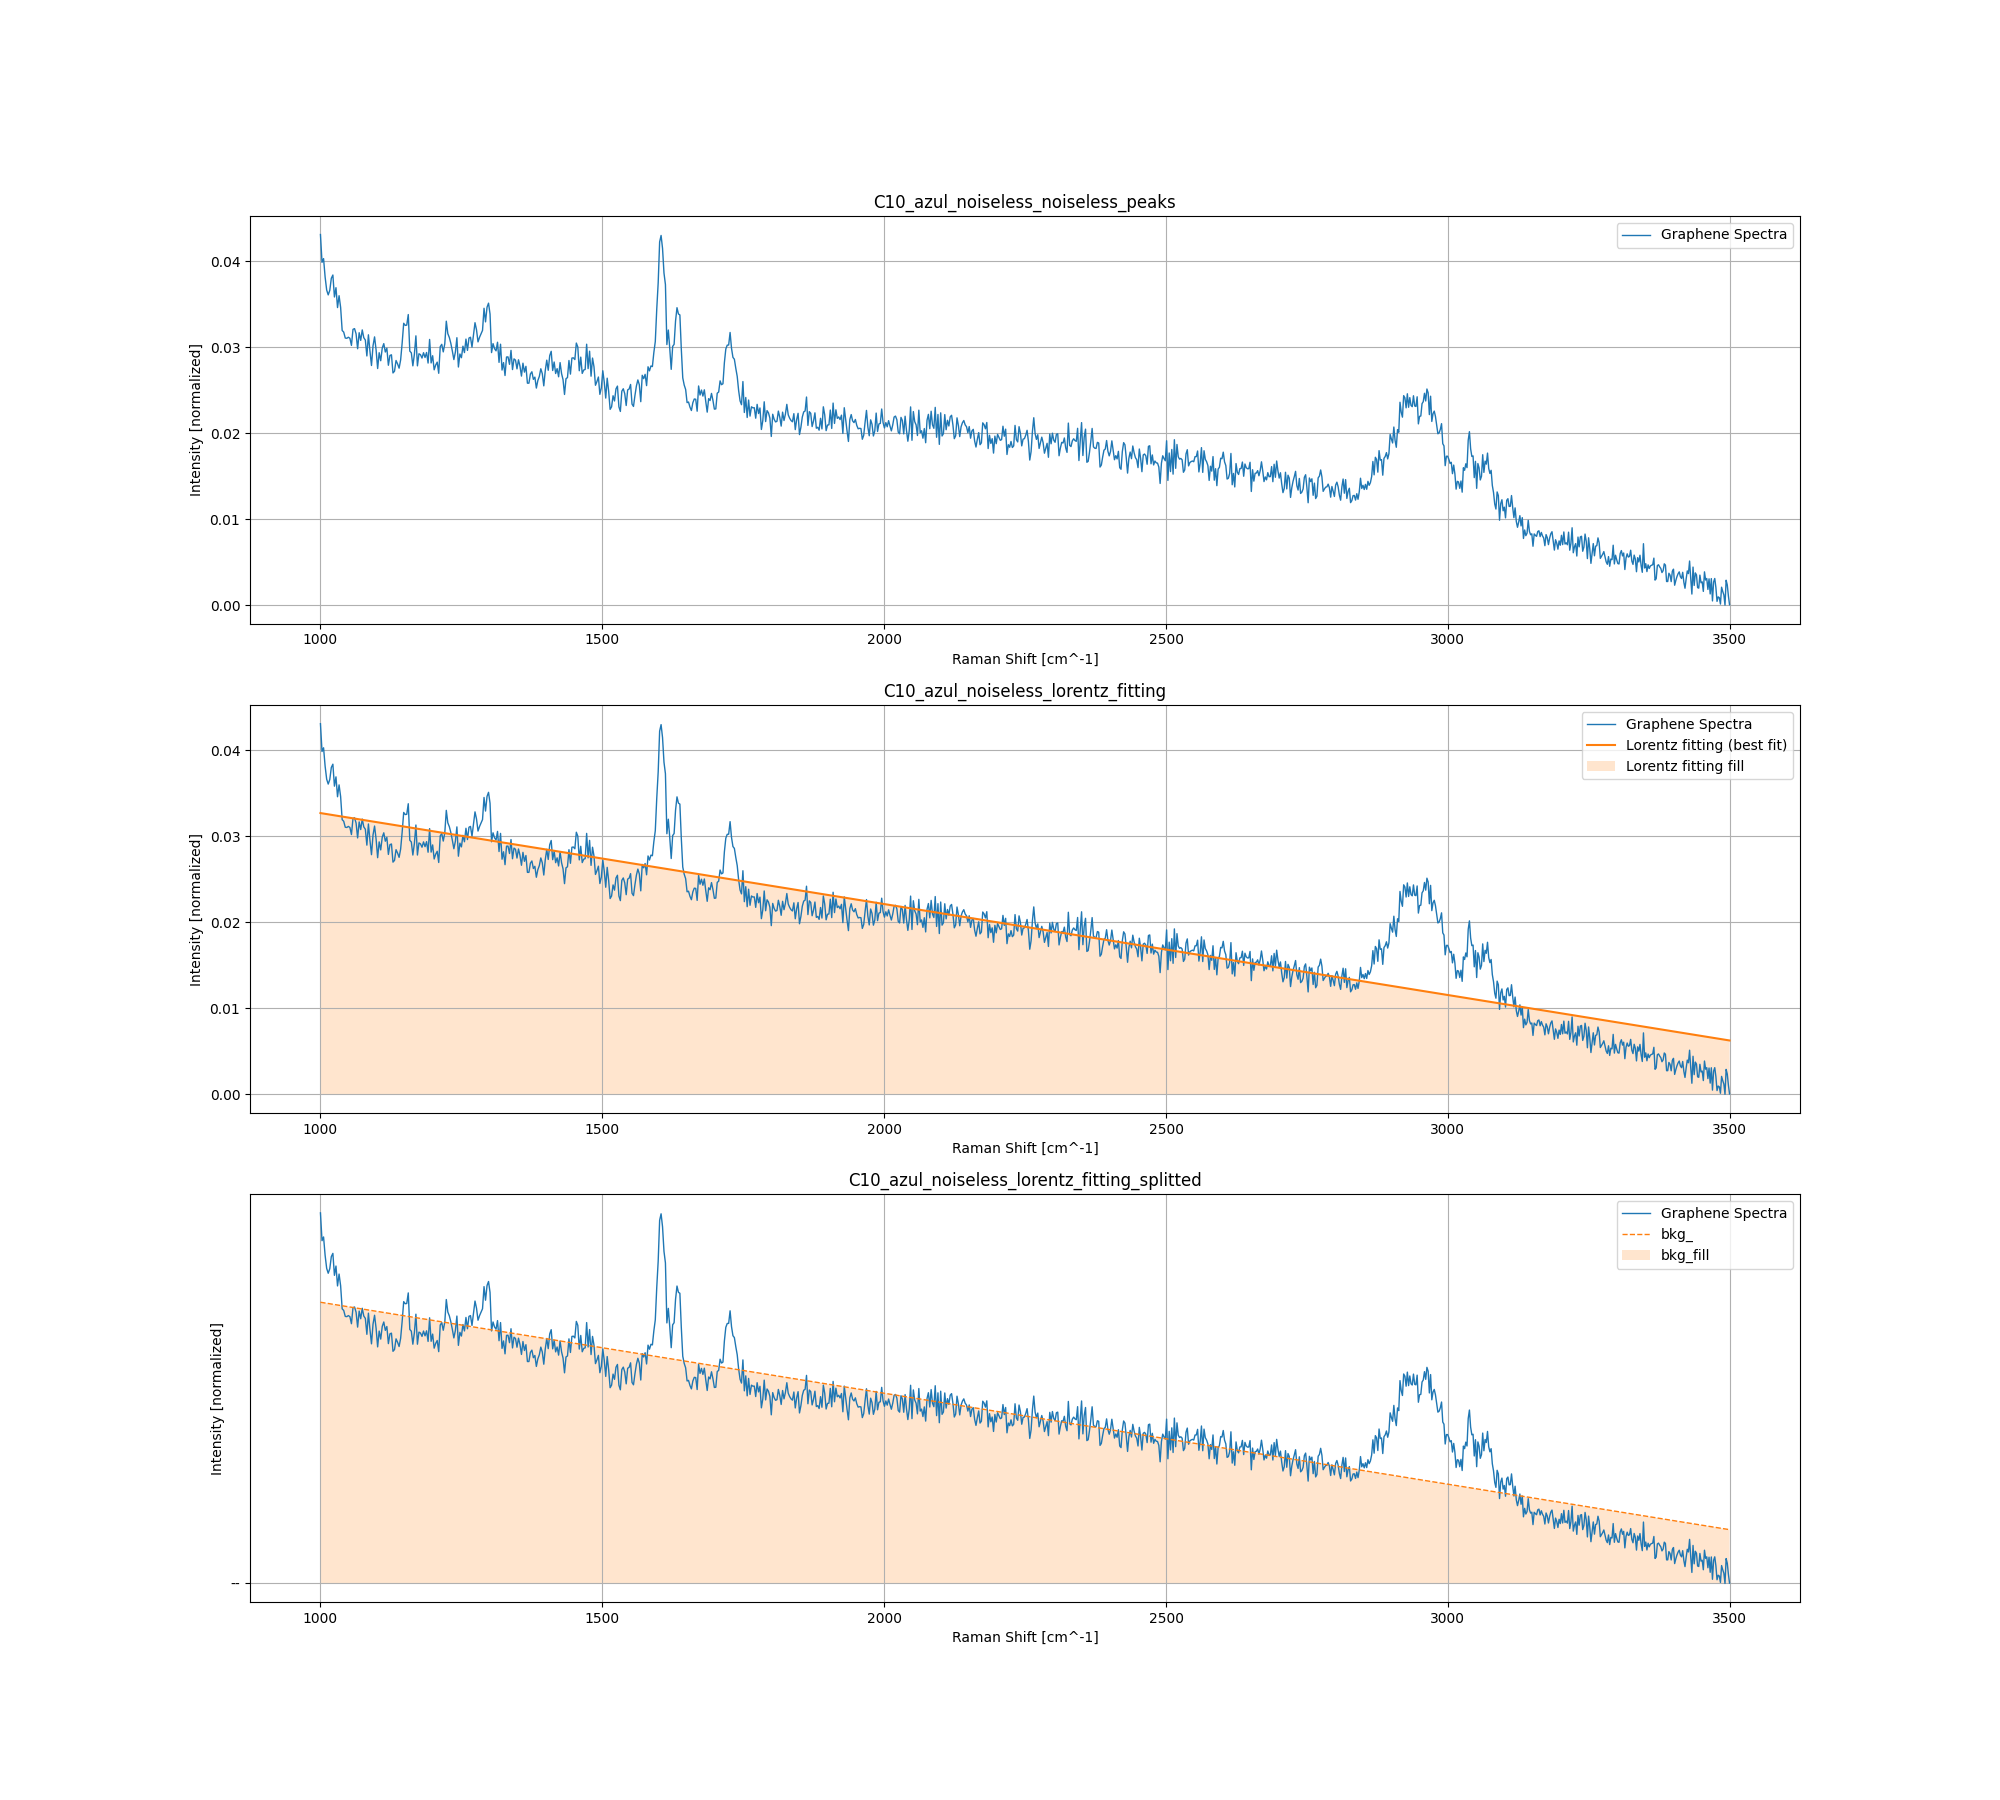 C10_azul_noiseless_noiseless_peaks
Graphene Spectra
0.04
0.03
0.02
0.01
0.00
Intensity [normalized]
1000 1500 2000 2500 3000 3500
Raman Shift [cm^-1]
C10_azul_noiseless_lorentz_fitting
Graphene Spectra
Lorentz fitting (best fit)
Lorentz fitting fill
0.04
0.03
0.02
0.01
0.00
Intensity [normalized]
1000 1500 2000 2500 3000 3500
Raman Shift [cm^-1]
C10_azul_noiseless_lorentz_fitting_splitted
Graphene Spectra
bkg_
bkg_fill
Intensity [normalized]
--
1000 1500 2000 2500 3000 3500
Raman Shift [cm^-1]